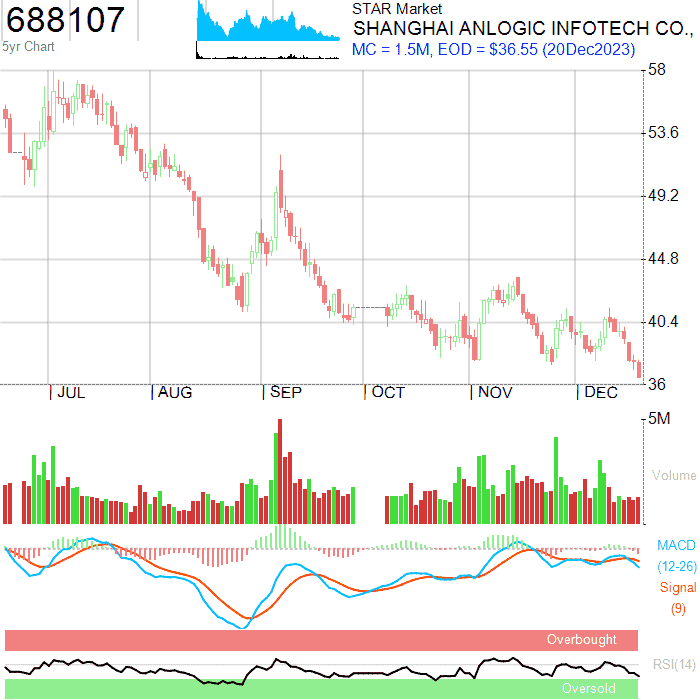 688107
5yr Chart
STAR Market
SHANGHAI ANLOGIC INFOTECH CO.,
MC = 1.5M, EOD = $36.55 (20Dec2023)
58
53.6
49.2
44.8
40.4
36
JUL AUG SEP OCT NOV DEC
5M
Volume
MACD
(12-26)
Signal
(9)
Overbought
RSI(14)
Oversold